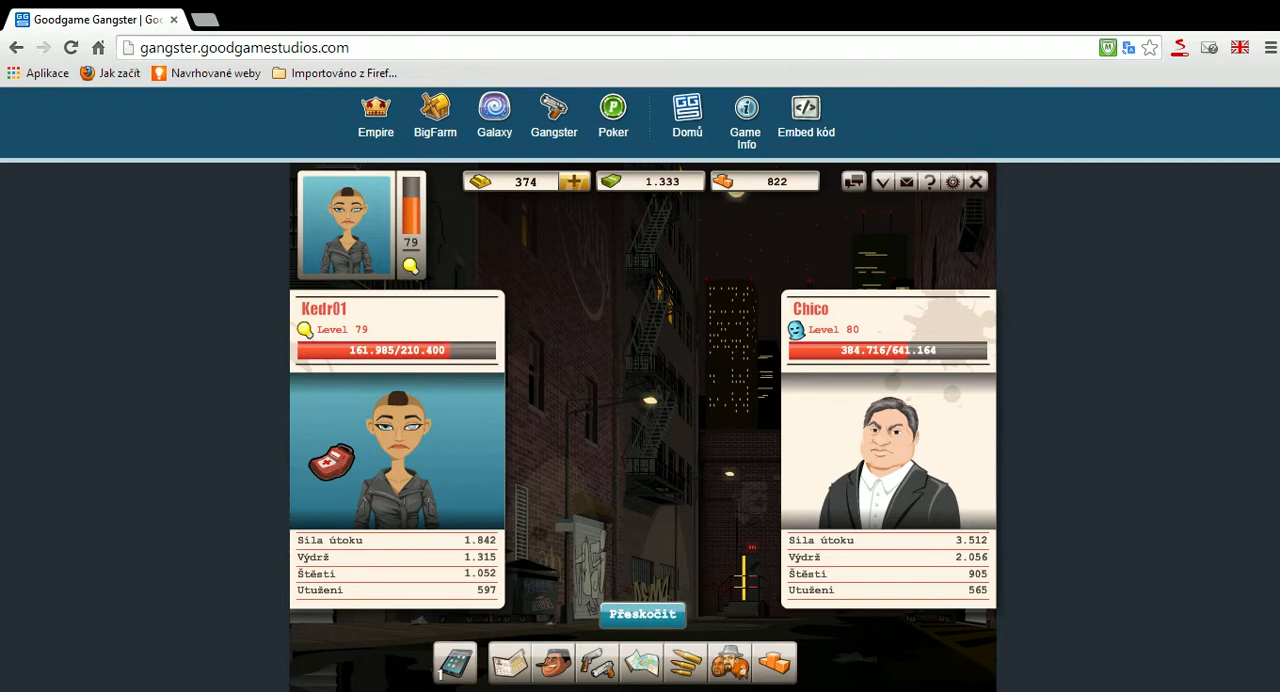 Goodgame Gangster | Goo
gangster.goodgamestudios.com
Aplikace
Jak začít
Navrhované weby
Importováno z Firef...
Empire
BigFarm
Galaxy
Gangster
Poker
Domů
Game Info
Embed kód
374
1.333
822
79
Kedr01
Level 79
161.985/210.400
Síla útoku 1.842
Výdrž 1.315
Štěstí 1.052
Utužení 597
Chico
Level 80
384.716/641.164
Síla útoku 3.512
Výdrž 2.056
Štěstí 905
Utužení 565
Přeskočit
1